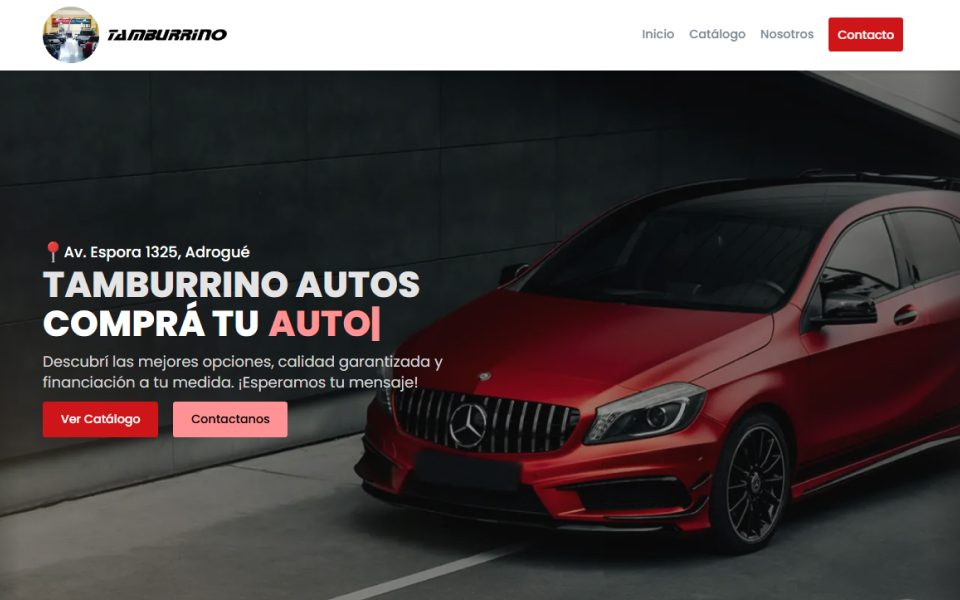 TAMBURRINO
Inicio
Catálogo
Nosotros
Contacto
📍Av. Espora 1325, Adrogué
TAMBURRINO AUTOS
COMPRÁ TU AUTO|
Descubrí las mejores opciones, calidad garantizada y
financiación a tu medida. ¡Esperamos tu mensaje!
Ver Catálogo
Contactanos